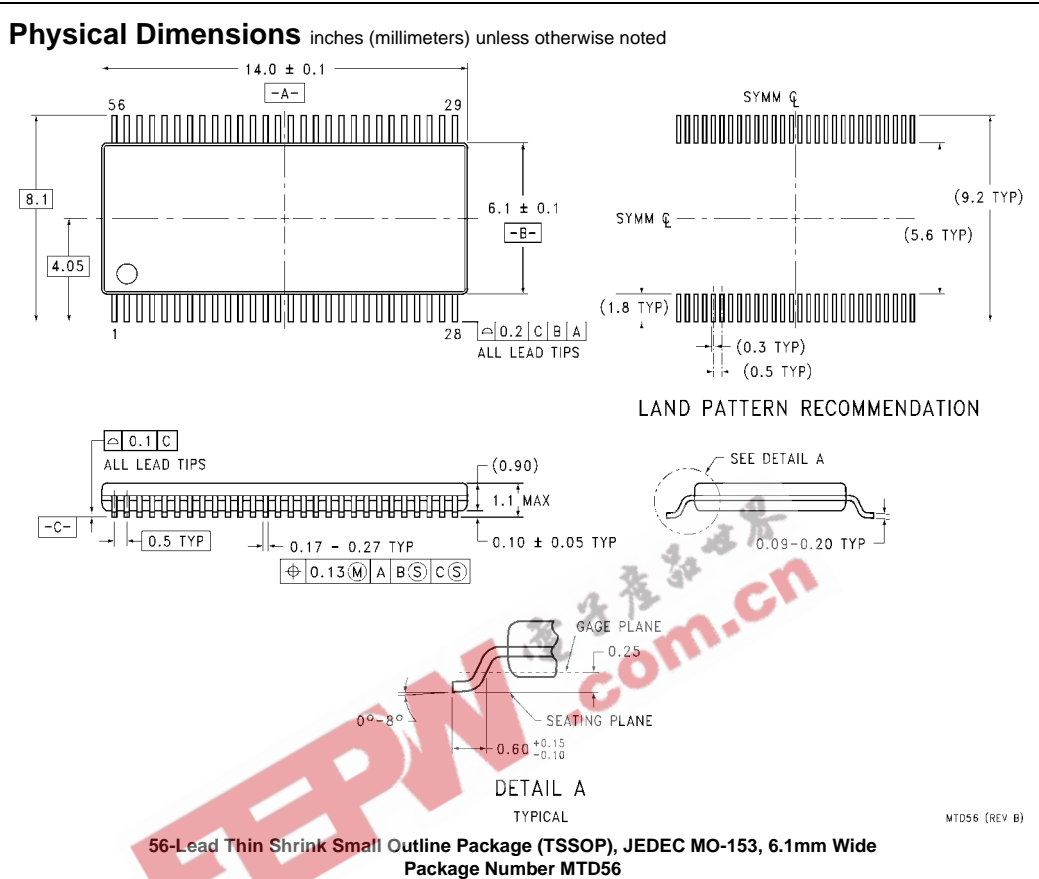 Physical Dimensions inches (millimeters) unless otherwise noted
14.0 ± 0.1
-A-
56
29
8.1
4.05
6.1 ± 0.1
-B-
1
28
⌓ 0.2 C B A
ALL LEAD TIPS
SYMM ℄
SYMM ℄
(9.2 TYP)
(5.6 TYP)
(1.8 TYP)
(0.3 TYP)
(0.5 TYP)
LAND PATTERN RECOMMENDATION
⌓ 0.1 C
ALL LEAD TIPS
(0.90)
1.1 MAX
-C-
0.5 TYP
0.17 - 0.27 TYP
0.10 ± 0.05 TYP
⌖ 0.13 Ⓜ A B Ⓢ C Ⓢ
SEE DETAIL A
0.09-0.20 TYP
GAGE PLANE
0.25
0°-8°
SEATING PLANE
0.60 +0.15 -0.10
DETAIL A
TYPICAL
MTD56 (REV B)
56-Lead Thin Shrink Small Outline Package (TSSOP), JEDEC MO-153, 6.1mm Wide
Package Number MTD56
EEPW.com.cn
電子產品世界